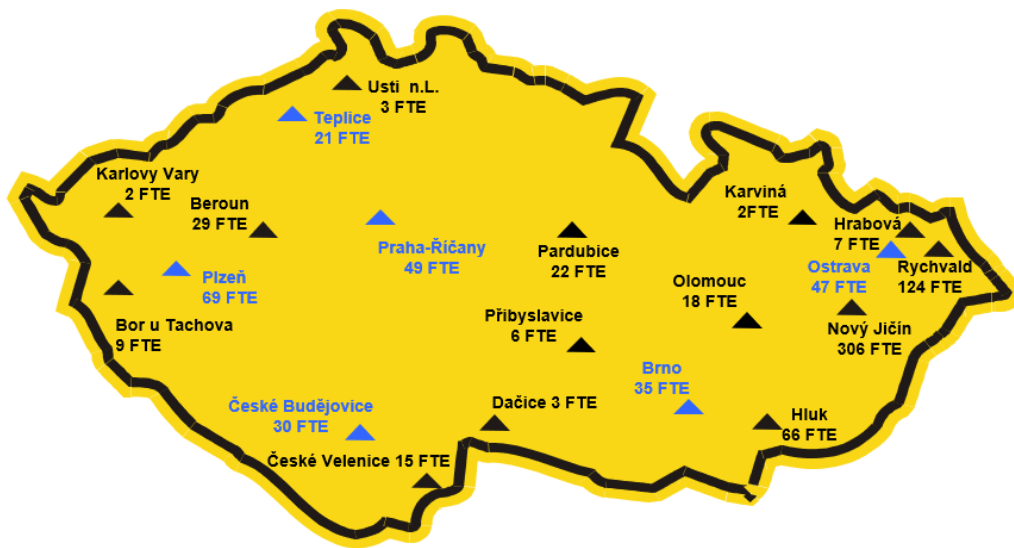 Usti n.L.
3 FTE
Teplice
21 FTE
Karlovy Vary
2 FTE
Beroun
29 FTE
Karviná
2FTE
Hrabová
7 FTE
Praha-Říčany
49 FTE
Pardubice
22 FTE
Plzeň
69 FTE
Ostrava
47 FTE
Rychvald
124 FTE
Olomouc
18 FTE
Bor u Tachova
9 FTE
Přibyslavice
6 FTE
Nový Jičín
306 FTE
Brno
35 FTE
České Budějovice
30 FTE
Dačice 3 FTE
Hluk
66 FTE
České Velenice 15 FTE